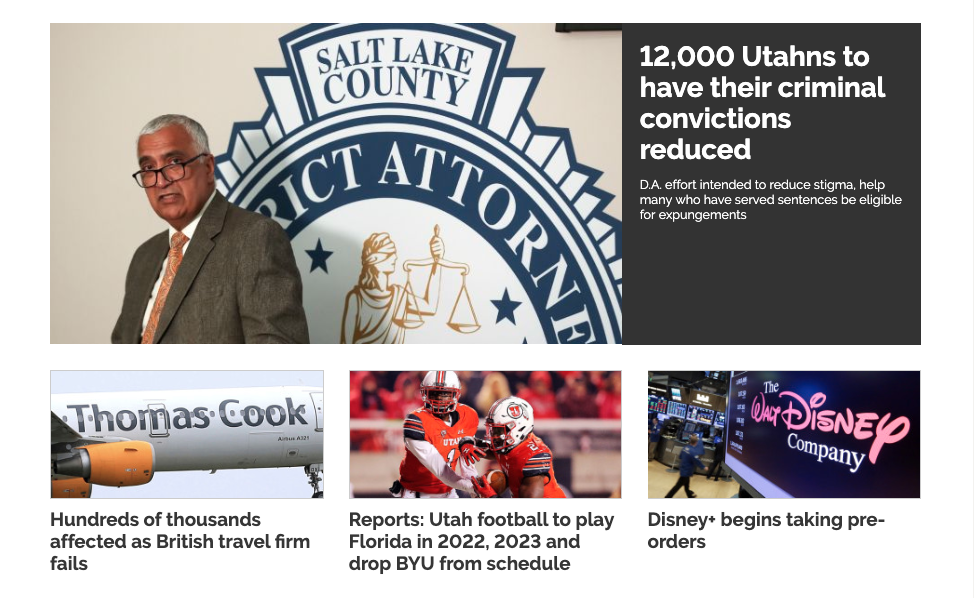 SALT LAKE
COUNTY
RICT ATTORNE
12,000 Utahns to
have their criminal
convictions
reduced
D.A. effort intended to reduce stigma, help
many who have served sentences be eligible
for expungements
Thomas Cook
Airbus A321
UTAH
The
WALT DISNEY
Company
Hundreds of thousands
affected as British travel firm
fails
Reports: Utah football to play
Florida in 2022, 2023 and
drop BYU from schedule
Disney+ begins taking pre-
orders